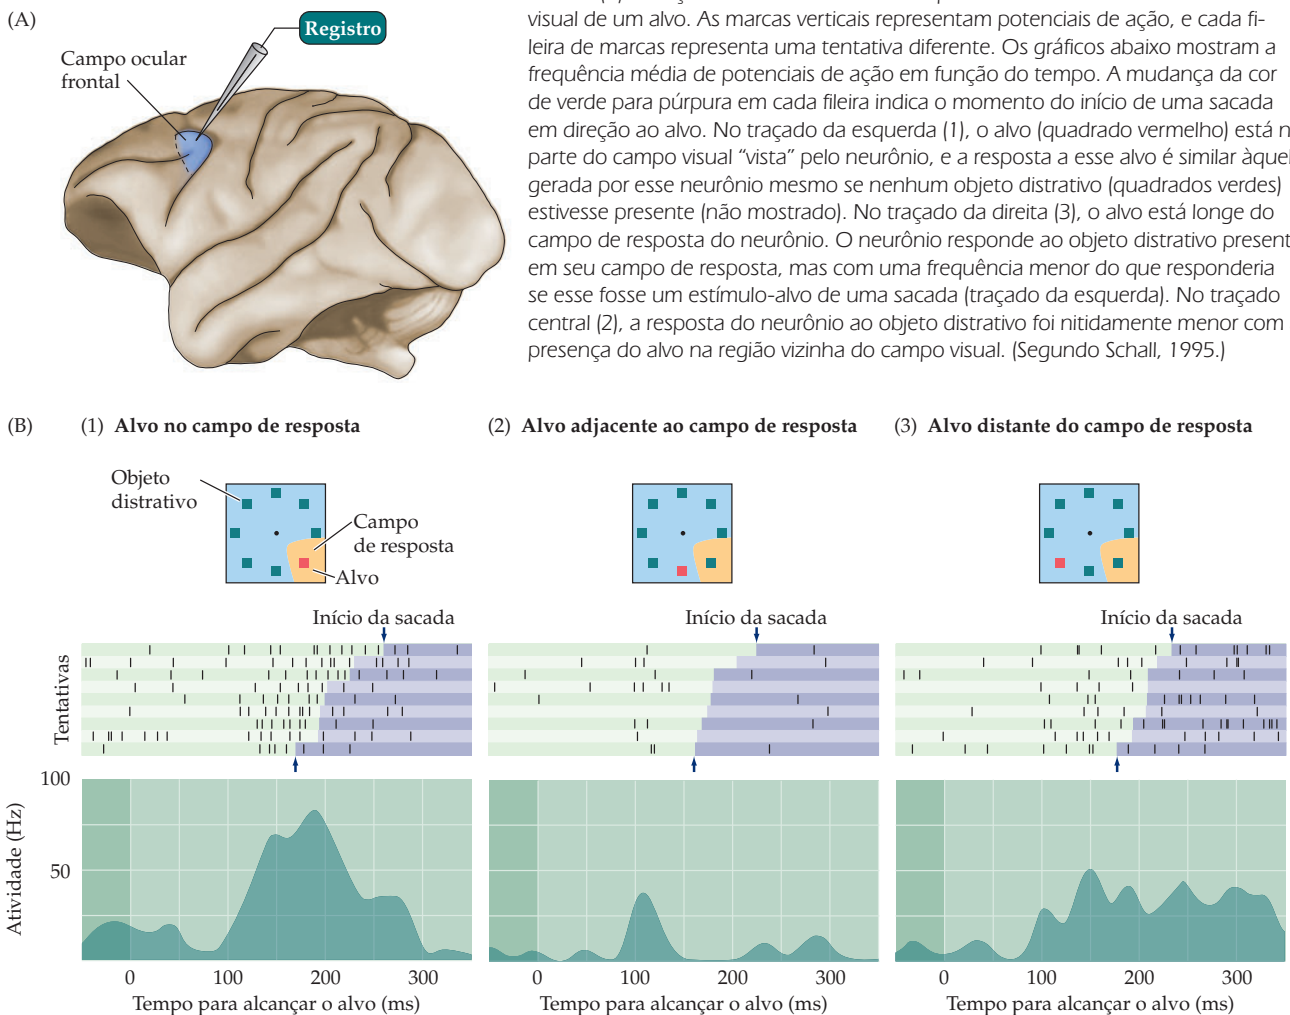 (A)
Registro
Campo ocular
frontal
visual de um alvo. As marcas verticais representam potenciais de ação, e cada fi-
leira de marcas representa uma tentativa diferente. Os gráficos abaixo mostram a
frequência média de potenciais de ação em função do tempo. A mudança da cor
de verde para púrpura em cada fileira indica o momento do início de uma sacada
em direção ao alvo. No traçado da esquerda (1), o alvo (quadrado vermelho) está n
parte do campo visual “vista” pelo neurônio, e a resposta a esse alvo é similar àquel
gerada por esse neurônio mesmo se nenhum objeto distrativo (quadrados verdes)
estivesse presente (não mostrado). No traçado da direita (3), o alvo está longe do
campo de resposta do neurônio. O neurônio responde ao objeto distrativo present
em seu campo de resposta, mas com uma frequência menor do que responderia
se esse fosse um estímulo-alvo de uma sacada (traçado da esquerda). No traçado
central (2), a resposta do neurônio ao objeto distrativo foi nitidamente menor com
presença do alvo na região vizinha do campo visual. (Segundo Schall, 1995.)
(B) (1) Alvo no campo de resposta (2) Alvo adjacente ao campo de resposta (3) Alvo distante do campo de resposta
Objeto
distrativo
Campo
de resposta
Alvo
Início da sacada Início da sacada Início da sacada
Tentativas
Atividade (Hz)
100
50
0 100 200 300 0 100 200 300 0 100 200 300
Tempo para alcançar o alvo (ms) Tempo para alcançar o alvo (ms) Tempo para alcançar o alvo (ms)